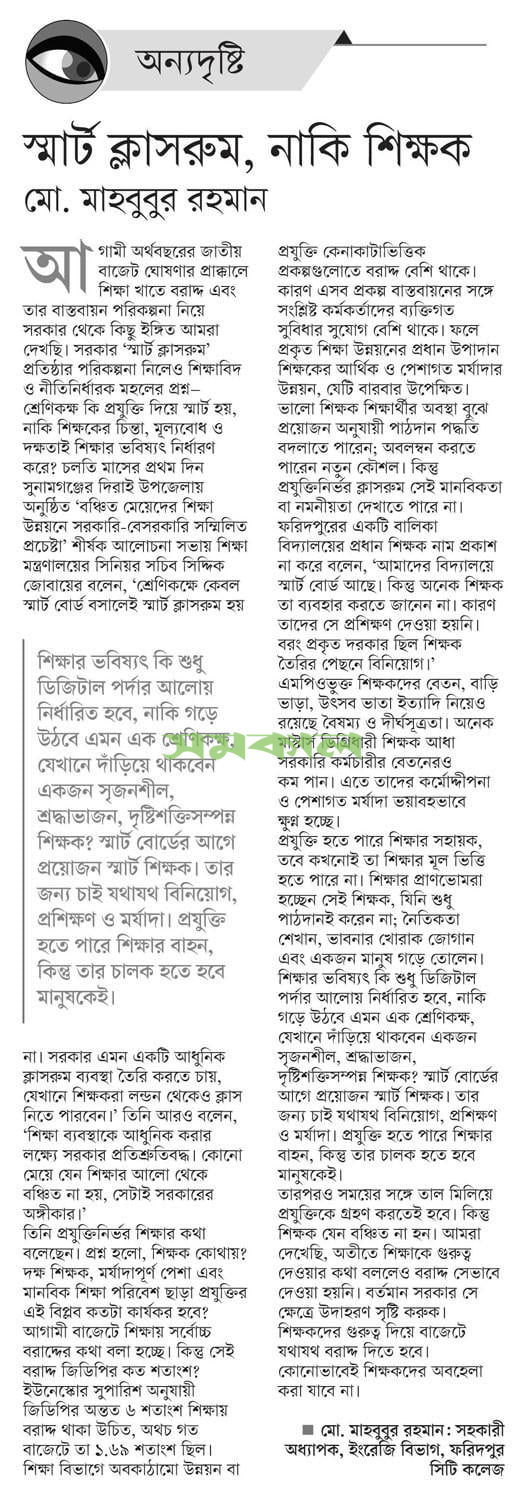 অন্যদৃষ্টি
স্মার্ট ক্লাসরুম, নাকি শিক্ষক
মো. মাহবুবুর রহমান
আগামী অর্থবছরের জাতীয়
বাজেট ঘোষণার প্রাক্কালে
শিক্ষা খাতে বরাদ্দ এবং
তার বাস্তবায়ন পরিকল্পনা নিয়ে
সরকার থেকে কিছু ইঙ্গিত আমরা
দেখছি। সরকার ‘স্মার্ট ক্লাসরুম’
প্রতিষ্ঠার পরিকল্পনা নিলেও শিক্ষাবিদ
ও নীতিনির্ধারক মহলের প্রশ্ন–
শ্রেণিকক্ষ কি প্রযুক্তি দিয়ে স্মার্ট হয়,
নাকি শিক্ষকের চিন্তা, মূল্যবোধ ও
দক্ষতাই শিক্ষার ভবিষ্যৎ নির্ধারণ
করে? চলতি মাসের প্রথম দিন
সুনামগঞ্জের দিরাই উপজেলায়
অনুষ্ঠিত ‘বঞ্চিত মেয়েদের শিক্ষা
উন্নয়নে সরকারি-বেসরকারি সম্মিলিত
প্রচেষ্টা’ শীর্ষক আলোচনা সভায় শিক্ষা
মন্ত্রণালয়ের সিনিয়র সচিব সিদ্দিক
জোবায়ের বলেন, ‘শ্রেণিকক্ষে কেবল
স্মার্ট বোর্ড বসালেই স্মার্ট ক্লাসরুম হয়
শিক্ষার ভবিষ্যৎ কি শুধু
ডিজিটাল পর্দার আলোয়
নির্ধারিত হবে, নাকি গড়ে
উঠবে এমন এক শ্রেণিকক্ষ,
যেখানে দাঁড়িয়ে থাকবেন
একজন সৃজনশীল,
শ্রদ্ধাভাজন, দৃষ্টিশক্তিসম্পন্ন
শিক্ষক? স্মার্ট বোর্ডের আগে
প্রয়োজন স্মার্ট শিক্ষক। তার
জন্য চাই যথাযথ বিনিয়োগ,
প্রশিক্ষণ ও মর্যাদা। প্রযুক্তি
হতে পারে শিক্ষার বাহন,
কিন্তু তার চালক হতে হবে
মানুষকেই।
না। সরকার এমন একটি আধুনিক
ক্লাসরুম ব্যবস্থা তৈরি করতে চায়,
যেখানে শিক্ষকরা লন্ডন থেকেও ক্লাস
নিতে পারবেন।’ তিনি আরও বলেন,
‘শিক্ষা ব্যবস্থাকে আধুনিক করার
লক্ষ্যে সরকার প্রতিশ্রুতিবদ্ধ। কোনো
মেয়ে যেন শিক্ষার আলো থেকে
বঞ্চিত না হয়, সেটাই সরকারের
অঙ্গীকার।’
তিনি প্রযুক্তিনির্ভর শিক্ষার কথা
বলেছেন। প্রশ্ন হলো, শিক্ষক কোথায়?
দক্ষ শিক্ষক, মর্যাদাপূর্ণ পেশা এবং
মানবিক শিক্ষা পরিবেশ ছাড়া প্রযুক্তির
এই বিপ্লব কতটা কার্যকর হবে?
আগামী বাজেটে শিক্ষায় সর্বোচ্চ
বরাদ্দের কথা বলা হচ্ছে। কিন্তু সেই
বরাদ্দ জিডিপির কত শতাংশ?
ইউনেস্কোর সুপারিশ অনুযায়ী
জিডিপির অন্তত ৬ শতাংশ শিক্ষায়
বরাদ্দ থাকা উচিত, অথচ গত
বাজেটে তা ১.৬৯ শতাংশ ছিল।
শিক্ষা বিভাগে অবকাঠামো উন্নয়ন বা
প্রযুক্তি কেনাকাটাভিত্তিক
প্রকল্পগুলোতে বরাদ্দ বেশি থাকে।
কারণ এসব প্রকল্প বাস্তবায়নের সঙ্গে
সংশ্লিষ্ট কর্মকর্তাদের ব্যক্তিগত
সুবিধার সুযোগ বেশি থাকে। ফলে
প্রকৃত শিক্ষা উন্নয়নের প্রধান উপাদান
শিক্ষকের আর্থিক ও পেশাগত মর্যাদার
উন্নয়ন, যেটি বারবার উপেক্ষিত।
ভালো শিক্ষক শিক্ষার্থীর অবস্থা বুঝে
প্রয়োজন অনুযায়ী পাঠদান পদ্ধতি
বদলাতে পারেন; অবলম্বন করতে
পারেন নতুন কৌশল। কিন্তু
প্রযুক্তিনির্ভর ক্লাসরুম সেই মানবিকতা
বা নমনীয়তা দেখাতে পারে না।
ফরিদপুরের একটি বালিকা
বিদ্যালয়ের প্রধান শিক্ষক নাম প্রকাশ
না করে বলেন, ‘আমাদের বিদ্যালয়ে
স্মার্ট বোর্ড আছে। কিন্তু অনেক শিক্ষক
তা ব্যবহার করতে জানেন না। কারণ
তাদের সে প্রশিক্ষণ দেওয়া হয়নি।
বরং প্রকৃত দরকার ছিল শিক্ষক
তৈরির পেছনে বিনিয়োগ।’
এমপিওভুক্ত শিক্ষকদের বেতন, বাড়ি
ভাড়া, উৎসব ভাতা ইত্যাদি নিয়েও
রয়েছে বৈষম্য ও দীর্ঘসূত্রতা। অনেক
মাস্টার্স ডিগ্রিধারী শিক্ষক আধা
সরকারি কর্মচারীর বেতনেরও
কম পান। এতে তাদের কর্মোদ্দীপনা
ও পেশাগত মর্যাদা ভয়াবহভাবে
ক্ষুণ্ন হচ্ছে।
প্রযুক্তি হতে পারে শিক্ষার সহায়ক,
তবে কখনোই তা শিক্ষার মূল ভিত্তি
হতে পারে না। শিক্ষার প্রাণভোমরা
হচ্ছেন সেই শিক্ষক, যিনি শুধু
পাঠদানই করেন না; নৈতিকতা
শেখান, ভাবনার খোরাক জোগান
এবং একজন মানুষ গড়ে তোলেন।
শিক্ষার ভবিষ্যৎ কি শুধু ডিজিটাল
পর্দার আলোয় নির্ধারিত হবে, নাকি
গড়ে উঠবে এমন এক শ্রেণিকক্ষ,
যেখানে দাঁড়িয়ে থাকবেন একজন
সৃজনশীল, শ্রদ্ধাভাজন,
দৃষ্টিশক্তিসম্পন্ন শিক্ষক? স্মার্ট বোর্ডের
আগে প্রয়োজন স্মার্ট শিক্ষক। তার
জন্য চাই যথাযথ বিনিয়োগ, প্রশিক্ষণ
ও মর্যাদা। প্রযুক্তি হতে পারে শিক্ষার
বাহন, কিন্তু তার চালক হতে হবে
মানুষকেই।
তারপরও সময়ের সঙ্গে তাল মিলিয়ে
প্রযুক্তিকে গ্রহণ করতেই হবে। কিন্তু
শিক্ষক যেন বঞ্চিত না হন। আমরা
দেখেছি, অতীতে শিক্ষাকে গুরুত্ব
দেওয়ার কথা বললেও বরাদ্দ সেভাবে
দেওয়া হয়নি। বর্তমান সরকার সে
ক্ষেত্রে উদাহরণ সৃষ্টি করুক।
শিক্ষকদের গুরুত্ব দিয়ে বাজেটে
যথাযথ বরাদ্দ দিতে হবে।
কোনোভাবেই শিক্ষকদের অবহেলা
করা যাবে না।
■ মো. মাহবুবুর রহমান: সহকারী
অধ্যাপক, ইংরেজি বিভাগ, ফরিদপুর
সিটি কলেজ
সমকাল